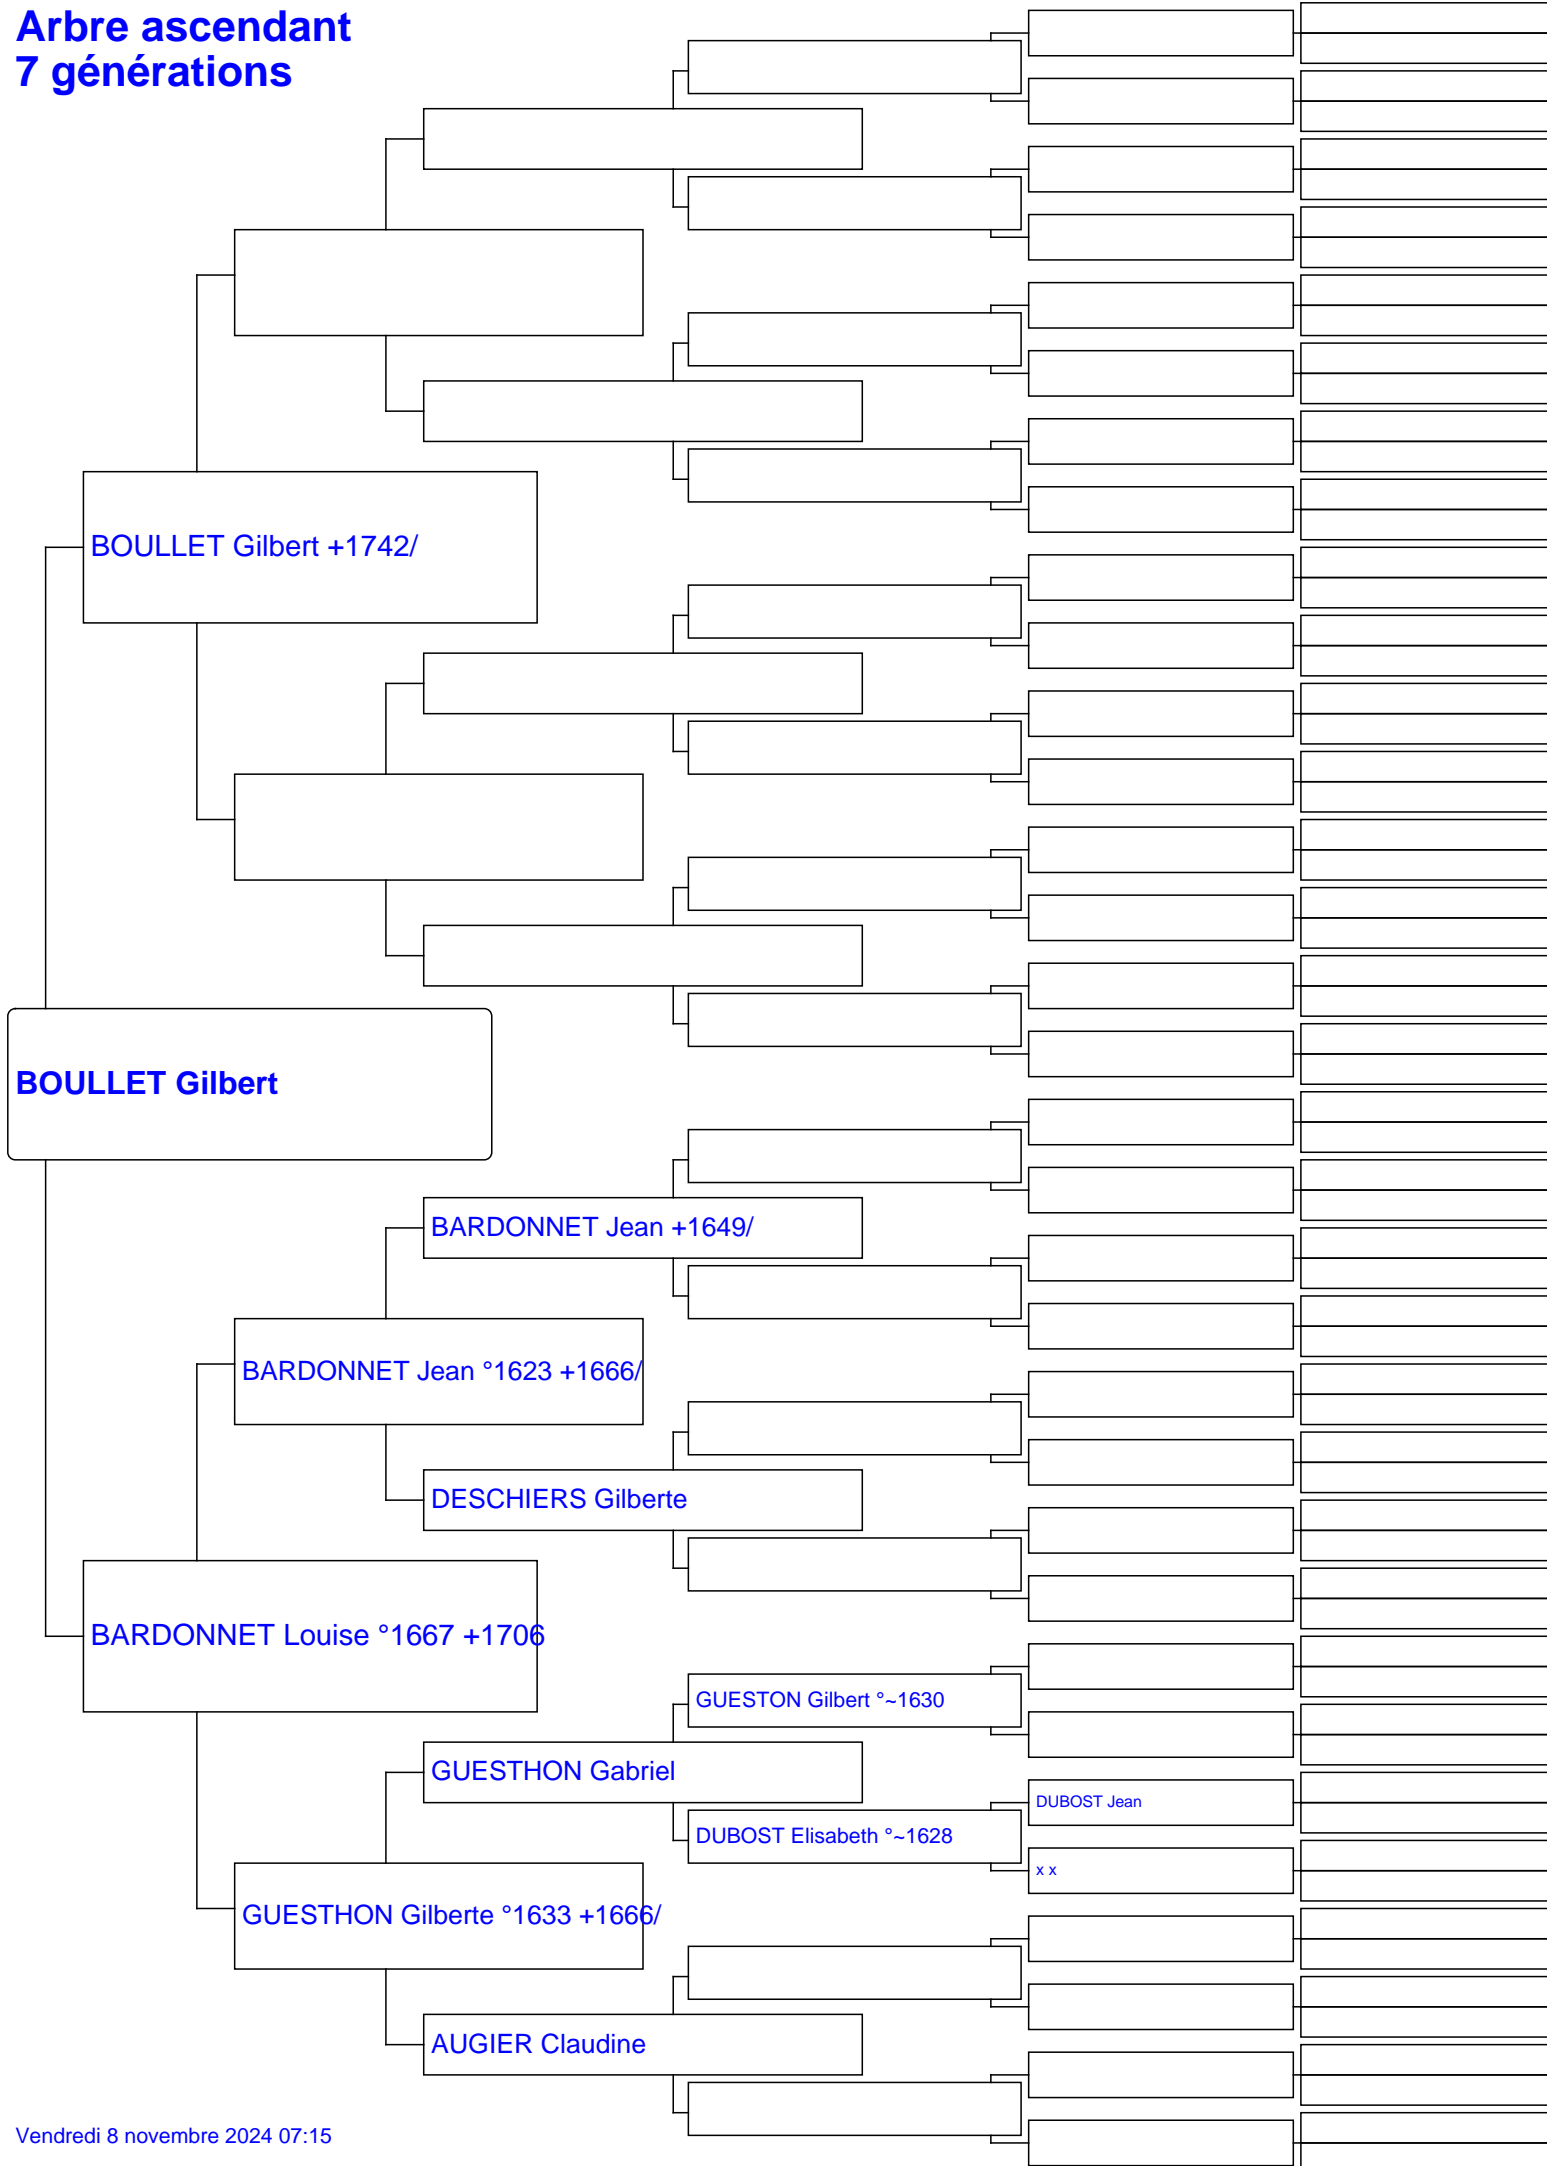 Arbre ascendant
7 générations
BOULLET Gilbert +1742/
BOULLET Gilbert
BARDONNET Jean +1649/
BARDONNET Jean °1623 +1666/
DESCHIERS Gilberte
BARDONNET Louise °1667 +1706
GUESTON Gilbert °~1630
GUESTHON Gabriel
DUBOST Jean
DUBOST Elisabeth °~1628
x x
GUESTHON Gilberte °1633 +1666/
AUGIER Claudine
Vendredi 8 novembre 2024 07:15